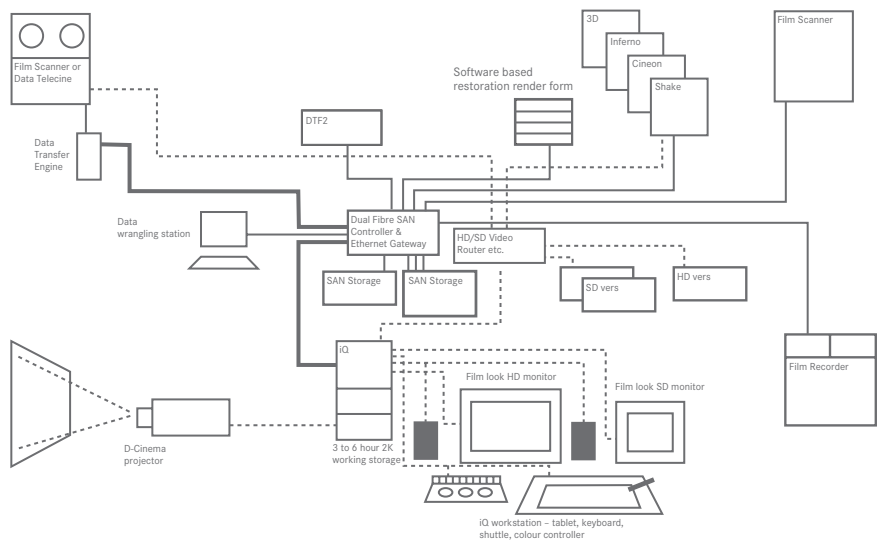 3D
Film Scanner
Inferno
Film Scanner or
Data Telecine
Cineon
Software based
restoration render form
Shake
DTF2
Data
Transfer
Engine
Data
wrangling station
Dual Fibre SAN
Controller &
Ethernet Gateway
HD/SD Video
Router etc.
SAN Storage
SAN Storage
SD vers
HD vers
iQ
Film Recorder
Film look HD monitor
Film look SD monitor
D-Cinema
projector
3 to 6 hour 2K
working storage
iQ workstation – tablet, keyboard,
shuttle, colour controller